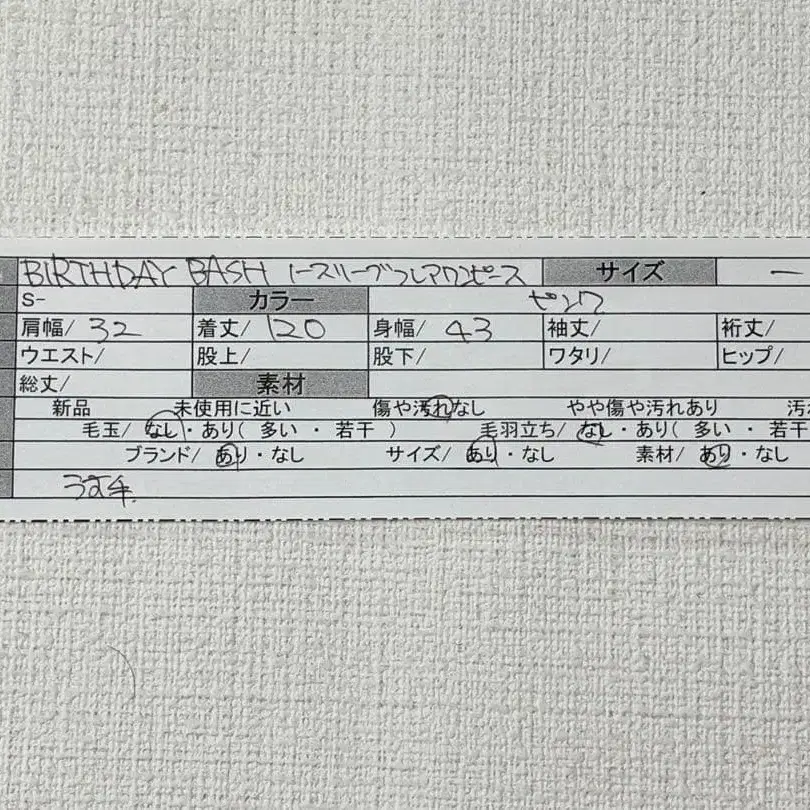 BIRTHDAY BASH ノースリーブフレアワンピース サイズ ー
S- カラー ピンク
肩幅/ 32 着丈/ 120 身幅/ 43 袖丈/ 裄丈/
ウエスト/ 股上/ 股下/ ワタリ/ ヒップ/
総丈/ 素材
新品 未使用に近い 傷や汚れなし やや傷や汚れあり 汚
毛玉/ なし・あり( 多い ・ 若干 ) 毛羽立ち/ なし・あり( 多い ・ 若干
ブランド/ あり・なし サイズ/ あり・なし 素材/ あり・なし
うす手.